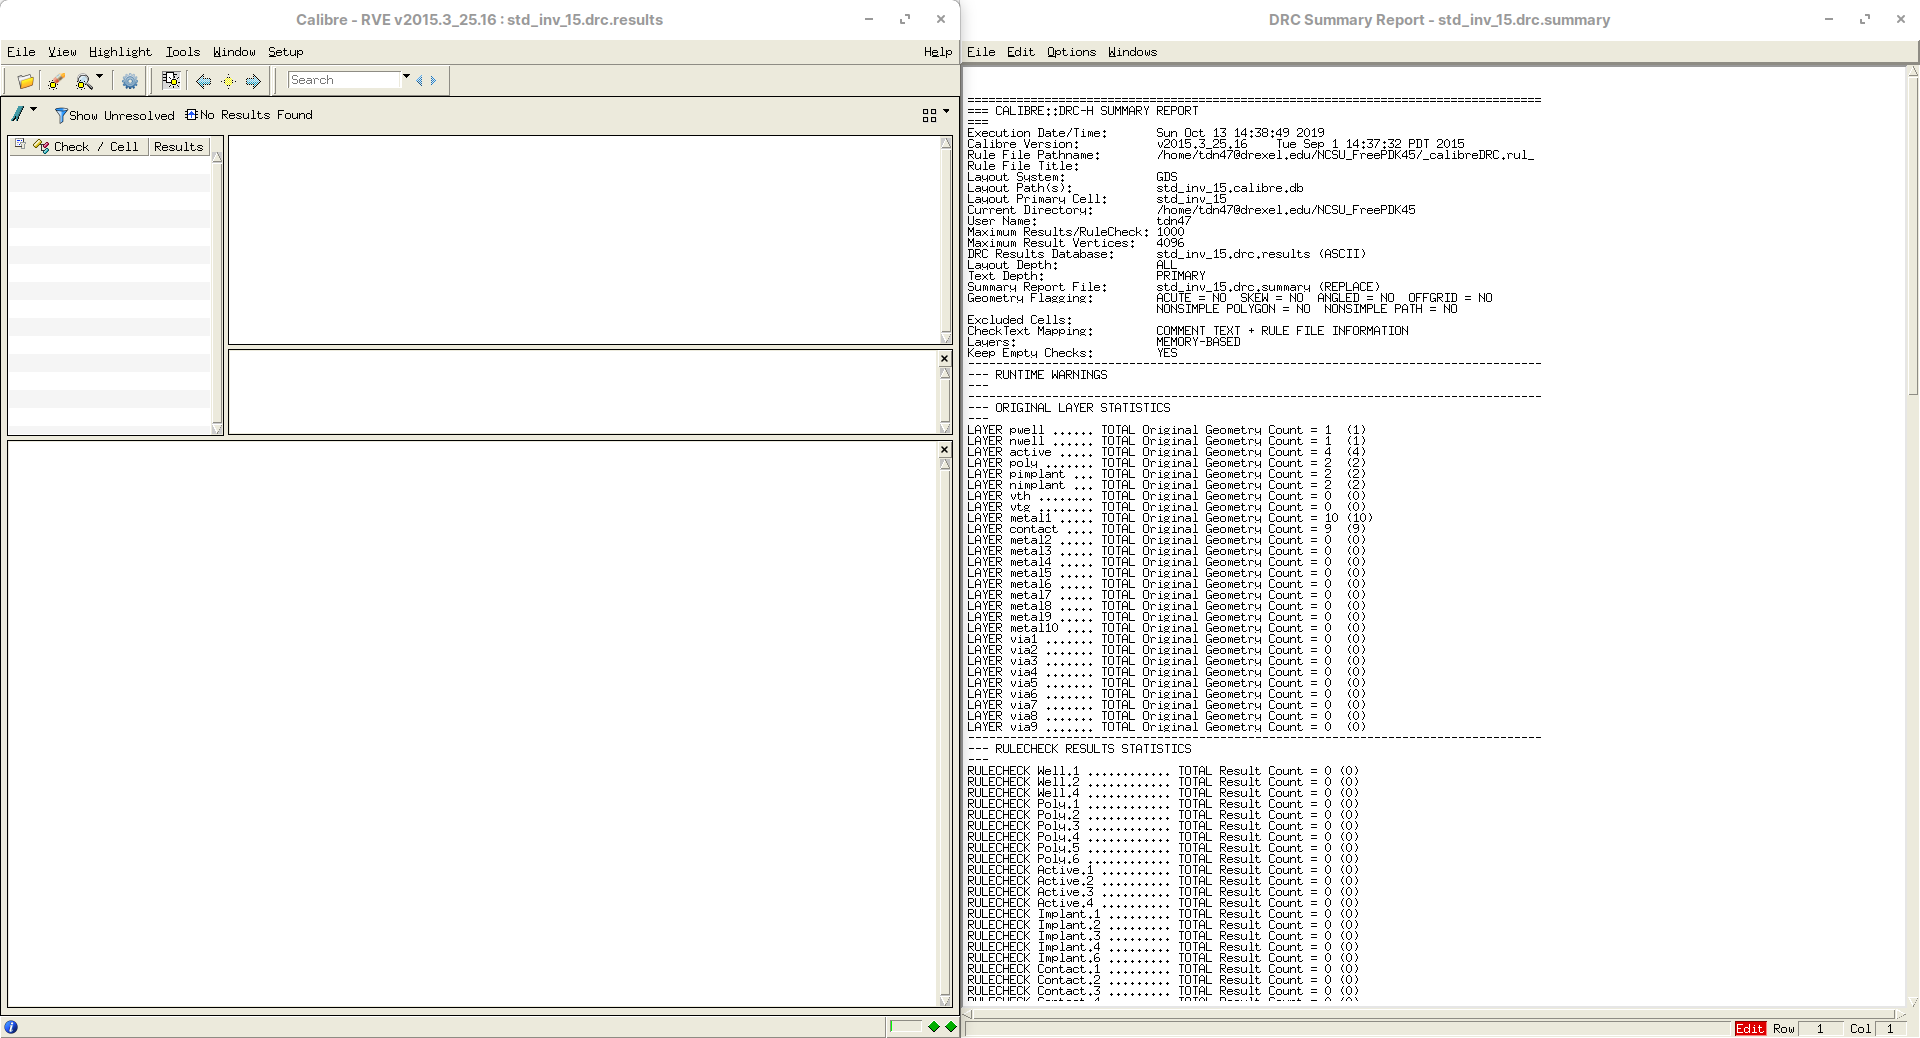 Calibre - RVE v2015.3_25.16 : std_inv_15.drc.results
File View Highlight Tools Window Setup Help
Search
Show Unresolved No Results Found
Check / Cell Results
DRC Summary Report - std_inv_15.drc.summary
File Edit Options Windows
==================================================================================
=== CALIBRE::DRC-H SUMMARY REPORT
===
Execution Date/Time: Sun Oct 13 14:38:49 2019
Calibre Version: v2015.3_25.16 Tue Sep 1 14:37:32 PDT 2015
Rule File Pathname: /home/tdn47@drexel.edu/NCSU_FreePDK45/_calibreDRC.rul_
Rule File Title:
Layout System: GDS
Layout Path(s): std_inv_15.calibre.db
Layout Primary Cell: std_inv_15
Current Directory: /home/tdn47@drexel.edu/NCSU_FreePDK45
User Name: tdn47
Maximum Results/RuleCheck: 1000
Maximum Result Vertices: 4096
DRC Results Database: std_inv_15.drc.results (ASCII)
Layout Depth: ALL
Text Depth: PRIMARY
Summary Report File: std_inv_15.drc.summary (REPLACE)
Geometry Flagging: ACUTE = NO SKEW = NO ANGLED = NO OFFGRID = NO
NONSIMPLE POLYGON = NO NONSIMPLE PATH = NO
Excluded Cells:
CheckText Mapping: COMMENT TEXT + RULE FILE INFORMATION
Layers: MEMORY-BASED
Keep Empty Checks: YES
----------------------------------------------------------------------------------
--- RUNTIME WARNINGS
---
----------------------------------------------------------------------------------
--- ORIGINAL LAYER STATISTICS
---
LAYER pwell ...... TOTAL Original Geometry Count = 1 (1)
LAYER nwell ...... TOTAL Original Geometry Count = 1 (1)
LAYER active ..... TOTAL Original Geometry Count = 4 (4)
LAYER poly ....... TOTAL Original Geometry Count = 2 (2)
LAYER pimplant ... TOTAL Original Geometry Count = 2 (2)
LAYER nimplant ... TOTAL Original Geometry Count = 2 (2)
LAYER vth ........ TOTAL Original Geometry Count = 0 (0)
LAYER vtg ........ TOTAL Original Geometry Count = 0 (0)
LAYER metal1 ..... TOTAL Original Geometry Count = 10 (10)
LAYER contact .... TOTAL Original Geometry Count = 9 (9)
LAYER metal2 ..... TOTAL Original Geometry Count = 0 (0)
LAYER metal3 ..... TOTAL Original Geometry Count = 0 (0)
LAYER metal4 ..... TOTAL Original Geometry Count = 0 (0)
LAYER metal5 ..... TOTAL Original Geometry Count = 0 (0)
LAYER metal6 ..... TOTAL Original Geometry Count = 0 (0)
LAYER metal7 ..... TOTAL Original Geometry Count = 0 (0)
LAYER metal8 ..... TOTAL Original Geometry Count = 0 (0)
LAYER metal9 ..... TOTAL Original Geometry Count = 0 (0)
LAYER metal10 .... TOTAL Original Geometry Count = 0 (0)
LAYER via1 ....... TOTAL Original Geometry Count = 0 (0)
LAYER via2 ....... TOTAL Original Geometry Count = 0 (0)
LAYER via3 ....... TOTAL Original Geometry Count = 0 (0)
LAYER via4 ....... TOTAL Original Geometry Count = 0 (0)
LAYER via5 ....... TOTAL Original Geometry Count = 0 (0)
LAYER via6 ....... TOTAL Original Geometry Count = 0 (0)
LAYER via7 ....... TOTAL Original Geometry Count = 0 (0)
LAYER via8 ....... TOTAL Original Geometry Count = 0 (0)
LAYER via9 ....... TOTAL Original Geometry Count = 0 (0)
----------------------------------------------------------------------------------
--- RULECHECK RESULTS STATISTICS
---
RULECHECK Well.1 ............ TOTAL Result Count = 0 (0)
RULECHECK Well.2 ............ TOTAL Result Count = 0 (0)
RULECHECK Well.4 ............ TOTAL Result Count = 0 (0)
RULECHECK Poly.1 ............ TOTAL Result Count = 0 (0)
RULECHECK Poly.2 ............ TOTAL Result Count = 0 (0)
RULECHECK Poly.3 ............ TOTAL Result Count = 0 (0)
RULECHECK Poly.4 ............ TOTAL Result Count = 0 (0)
RULECHECK Poly.5 ............ TOTAL Result Count = 0 (0)
RULECHECK Poly.6 ............ TOTAL Result Count = 0 (0)
RULECHECK Active.1 .......... TOTAL Result Count = 0 (0)
RULECHECK Active.2 .......... TOTAL Result Count = 0 (0)
RULECHECK Active.3 .......... TOTAL Result Count = 0 (0)
RULECHECK Active.4 .......... TOTAL Result Count = 0 (0)
RULECHECK Implant.1 ......... TOTAL Result Count = 0 (0)
RULECHECK Implant.2 ......... TOTAL Result Count = 0 (0)
RULECHECK Implant.3 ......... TOTAL Result Count = 0 (0)
RULECHECK Implant.4 ......... TOTAL Result Count = 0 (0)
RULECHECK Implant.6 ......... TOTAL Result Count = 0 (0)
RULECHECK Contact.1 ......... TOTAL Result Count = 0 (0)
RULECHECK Contact.2 ......... TOTAL Result Count = 0 (0)
RULECHECK Contact.3 ......... TOTAL Result Count = 0 (0)
Edit Row 1 Col 1